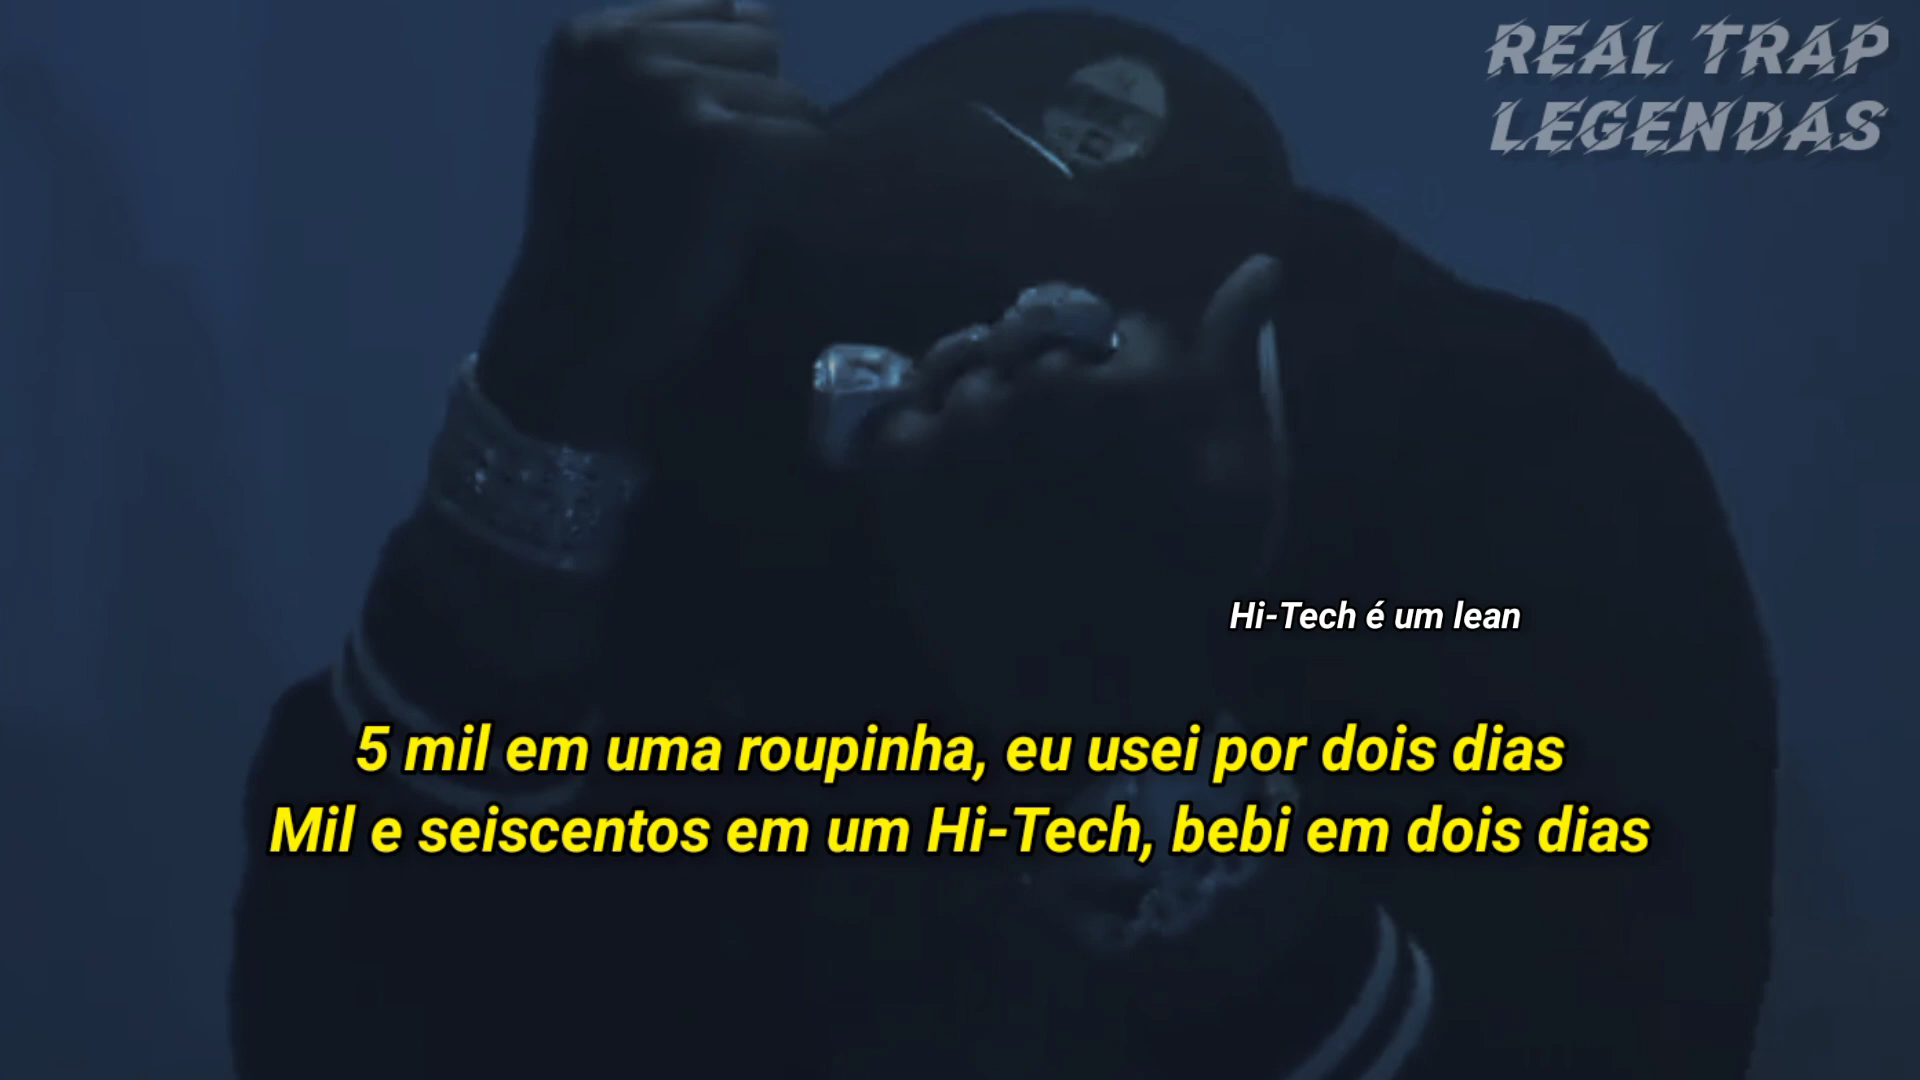 REAL TRAP
LEGENDAS
Hi-Tech é um lean
5 mil em uma roupinha, eu usei por dois dias
Mil e seiscentos em um Hi-Tech, bebi em dois dias